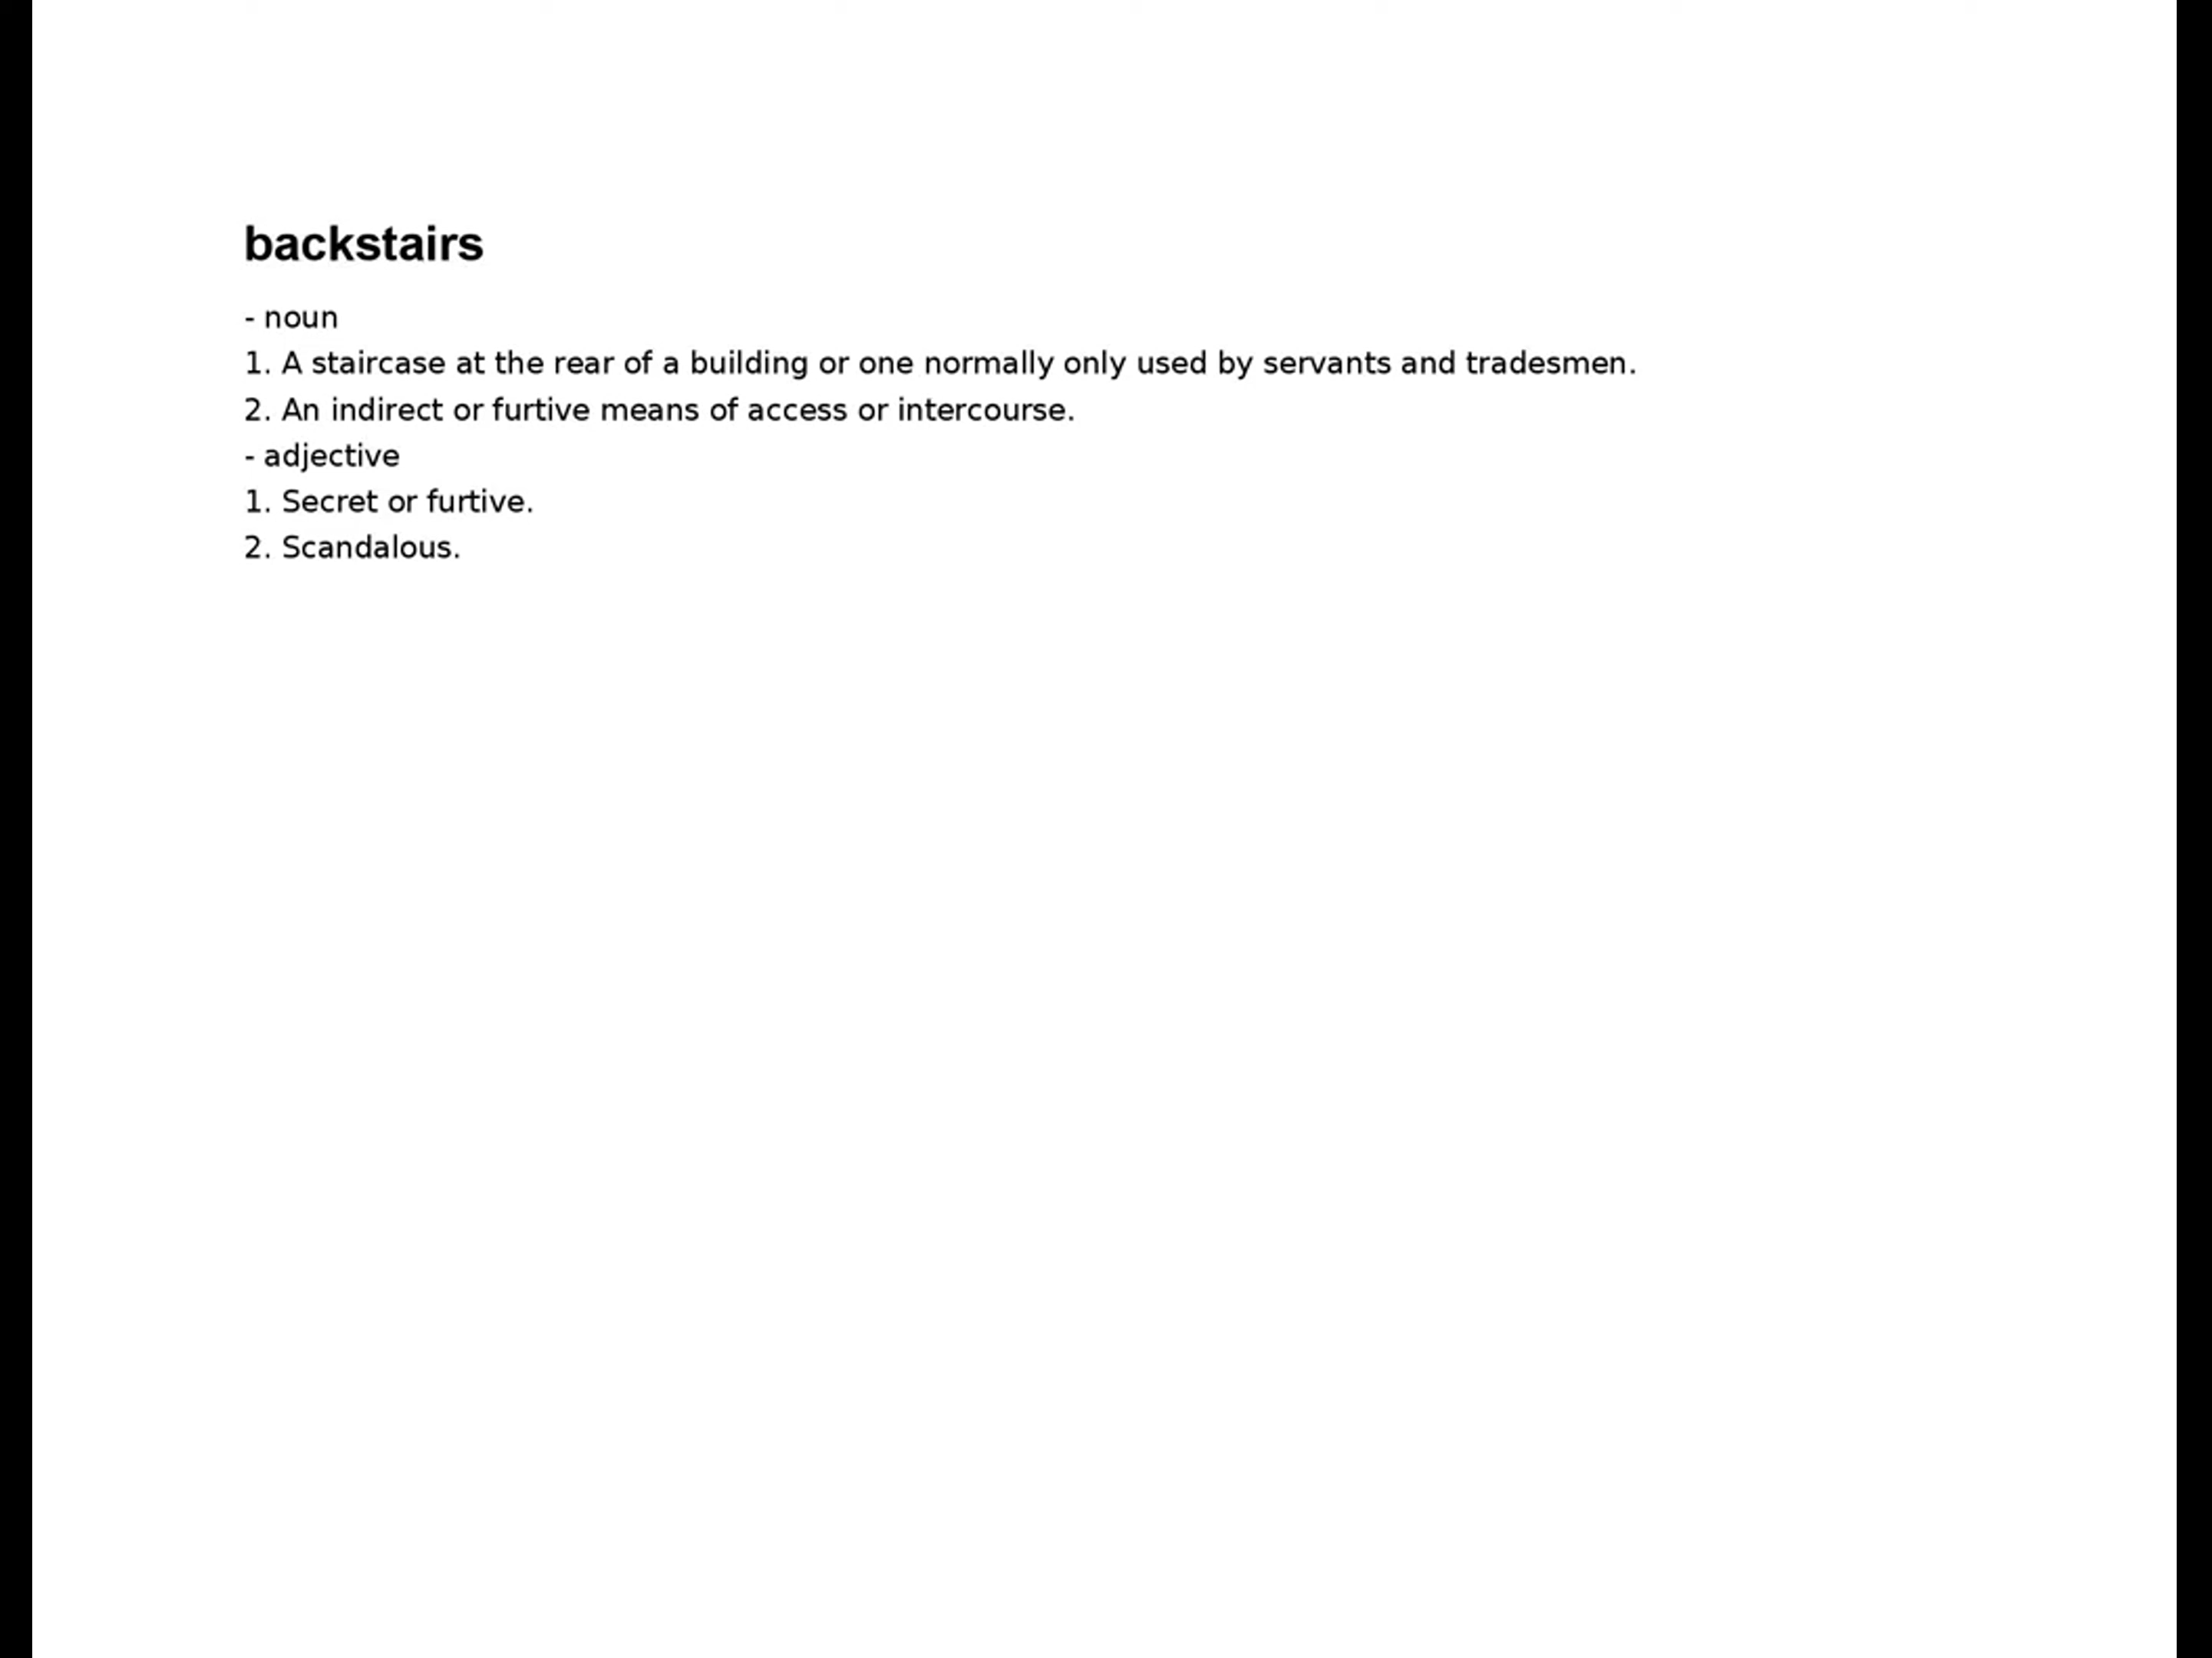 backstairs
- noun
1. A staircase at the rear of a building or one normally only used by servants and tradesmen.
2. An indirect or furtive means of access or intercourse.
- adjective
1. Secret or furtive.
2. Scandalous.